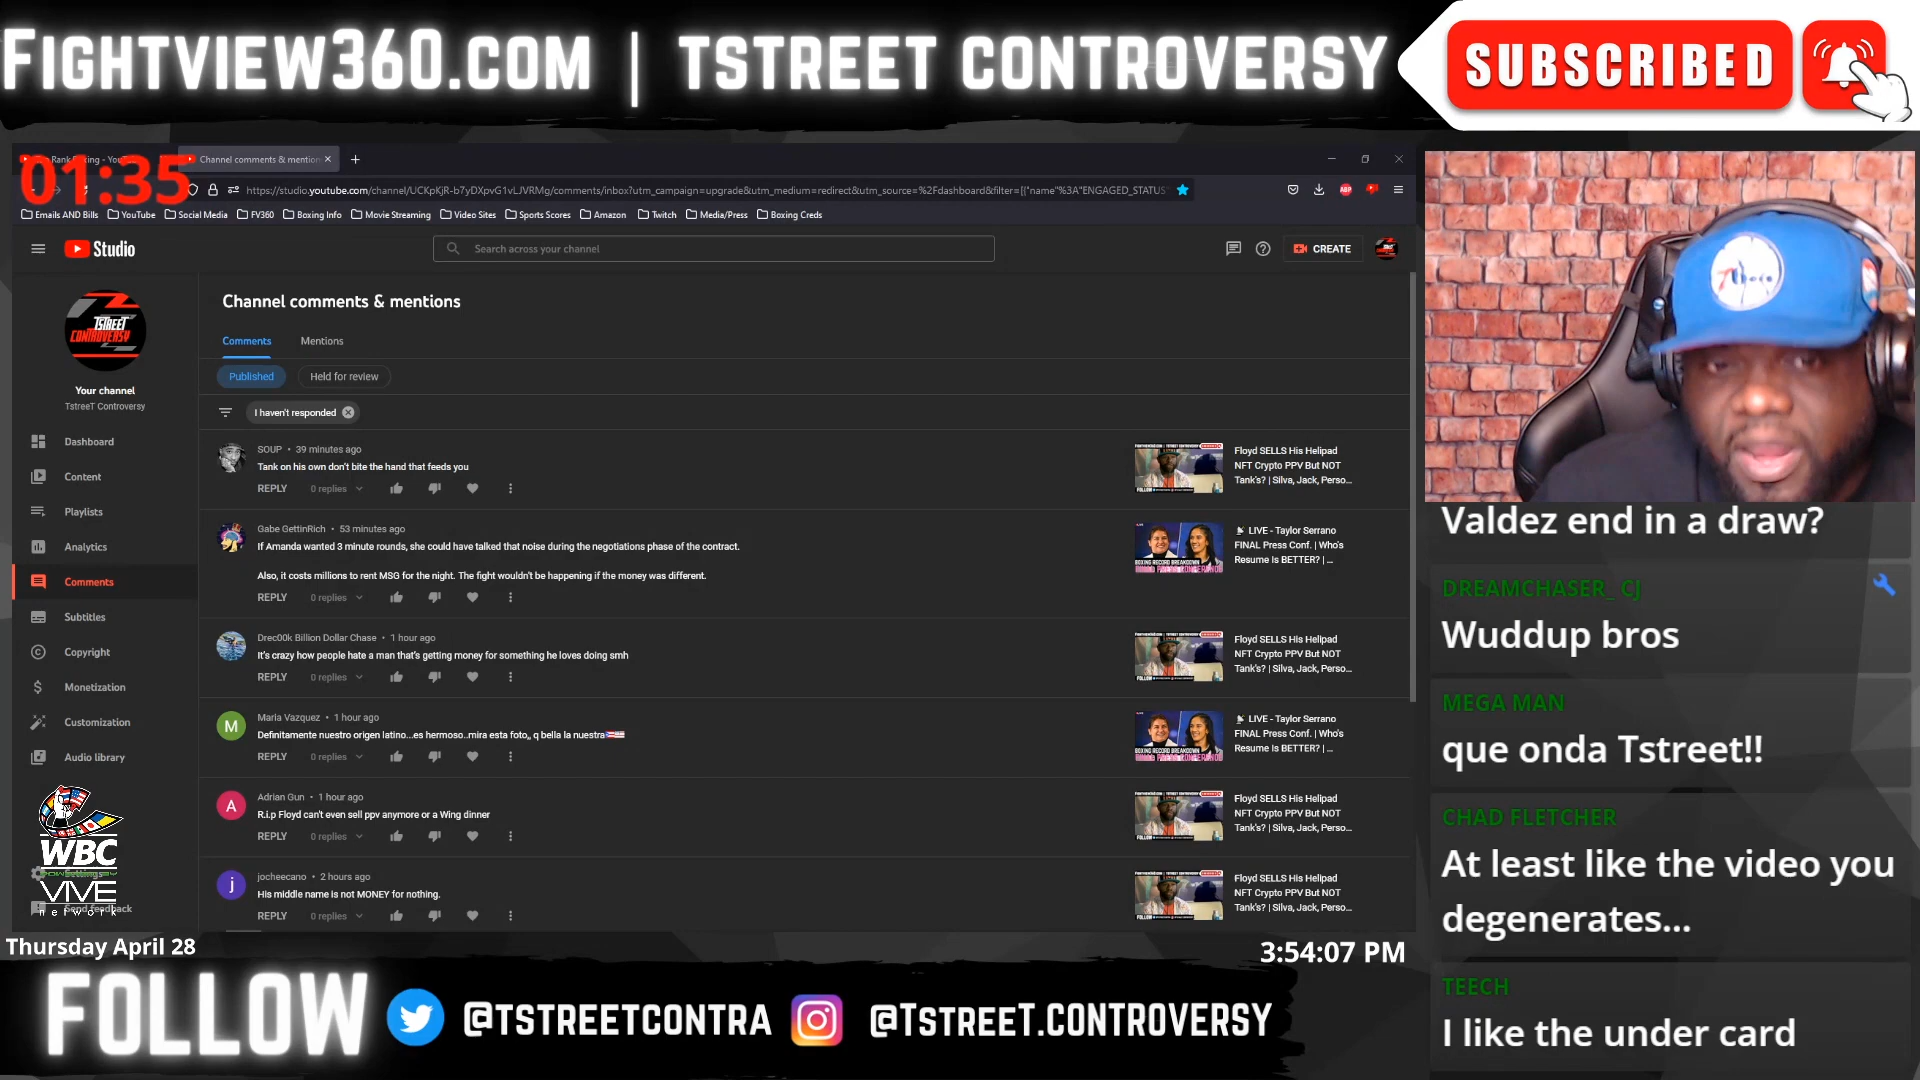 FIGHTVIEW360.COM | TSTREET CONTROVERSY
SUBSCRIBED
01:35
Rank Boxing - You
Channel comments & mention
https://studio.youtube.com/channel/UCKpKjR-b7yDXpvG1vLJVRMg/comments/inbox?utm_campaign=upgrade&utm_medium=redirect&utm_source=%2Fdashboard&filter=[{"name"%3A"ENGAGED_STATUS"
Emails AND Bills YouTube Social Media FV360 Boxing Info Movie Streaming Video Sites Sports Scores Amazon Twitch Media/Press Boxing Creds
Studio
Search across your channel
CREATE
TSTREET
CONTROVERSY
Your channel
TstreeT Controversy
Dashboard
Content
Playlists
Analytics
Comments
Subtitles
Copyright
Monetization
Customization
Audio library
Settings
Send feedback
WBC
POWERED BY
VIVE
network
Channel comments & mentions
Comments Mentions
Published Held for review
I haven't responded
SOUP • 39 minutes ago
Tank on his own don't bite the hand that feeds you
REPLY 0 replies
Floyd SELLS His Helipad
NFT Crypto PPV But NOT
Tank's? | Silva, Jack, Perso...
Gabe GettinRich • 53 minutes ago
If Amanda wanted 3 minute rounds, she could have talked that noise during the negotiations phase of the contract.
Also, it costs millions to rent MSG for the night. The fight wouldn't be happening if the money was different.
REPLY 0 replies
LIVE - Taylor Serrano
FINAL Press Conf. | Who's
Resume Is BETTER? | ...
Drec00k Billion Dollar Chase • 1 hour ago
It's crazy how people hate a man that's getting money for something he loves doing smh
REPLY 0 replies
Floyd SELLS His Helipad
NFT Crypto PPV But NOT
Tank's? | Silva, Jack, Perso...
M
Maria Vazquez • 1 hour ago
Definitamente nuestro origen latino...es hermoso..mira esta foto,, q bella la nuestra
REPLY 0 replies
LIVE - Taylor Serrano
FINAL Press Conf. | Who's
Resume Is BETTER? | ...
A
Adrian Gun • 1 hour ago
R.i.p Floyd can't even sell ppv anymore or a Wing dinner
REPLY 0 replies
Floyd SELLS His Helipad
NFT Crypto PPV But NOT
Tank's? | Silva, Jack, Perso...
j
jocheecano • 2 hours ago
His middle name is not MONEY for nothing.
REPLY 0 replies
Floyd SELLS His Helipad
NFT Crypto PPV But NOT
Tank's? | Silva, Jack, Perso...
Valdez end in a draw?
DREAMCHASER_ CJ
Wuddup bros
MEGA MAN
que onda Tstreet!!
CHAD FLETCHER
At least like the video you
degenerates...
TEECH
I like the under card
Thursday April 28
3:54:07 PM
FOLLOW
@TSTREETCONTRA
@TSTREET.CONTROVERSY